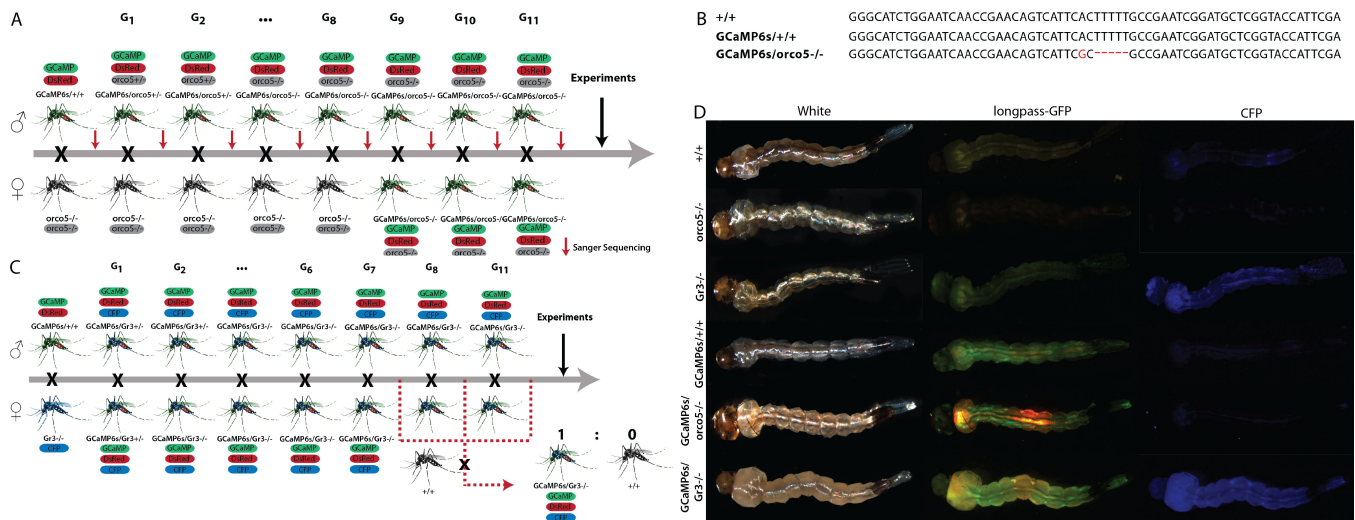 A
G1 G2 ... G8 G9 G10 G11
GCaMP GCaMP GCaMP GCaMP GCaMP GCaMP GCaMP
GCaMP DsRed DsRed DsRed DsRed DsRed DsRed DsRed
DsRed orco5+/- orco5+/- orco5-/- orco5-/- orco5-/- orco5-/- orco5-/-
Experiments
GCaMP6s/+/+ GCaMP6s/orco5+/- GCaMP6s/orco5+/- GCaMP6s/orco5-/- GCaMP6s/orco5-/- GCaMP6s/orco5-/- GCaMP6s/orco5-/- GCaMP6s/orco5-/-
♂
X X X X X X X X
♀
orco5-/- orco5-/- orco5-/- orco5-/- orco5-/- GCaMP6s/orco5-/- GCaMP6s/orco5-/- GCaMP6s/orco5-/-
orco5-/- orco5-/- orco5-/- orco5-/- orco5-/- GCaMP GCaMP GCaMP
DsRed DsRed DsRed
orco5-/- orco5-/- orco5-/-
Sanger Sequencing
B
+/+ GGGCATCTGGAATCAACCGAACAGTCATTCACTTTTTGCCGAATCGGATGCTCGGTACCATTCGA
GCaMP6s/+/+ GGGCATCTGGAATCAACCGAACAGTCATTCACTTTTTGCCGAATCGGATGCTCGGTACCATTCGA
GCaMP6s/orco5-/- GGGCATCTGGAATCAACCGAACAGTCATTCGC-----GCCGAATCGGATGCTCGGTACCATTCGA
C
G1 G2 ... G6 G7 G8 G11
GCaMP GCaMP GCaMP GCaMP GCaMP GCaMP GCaMP
GCaMP DsRed DsRed DsRed DsRed DsRed DsRed DsRed
DsRed CFP CFP CFP CFP CFP CFP CFP
Experiments
GCaMP6s/+/+ GCaMP6s/Gr3+/- GCaMP6s/Gr3+/- GCaMP6s/Gr3-/- GCaMP6s/Gr3-/- GCaMP6s/Gr3-/- GCaMP6s/Gr3-/- GCaMP6s/Gr3-/-
♂
X X X X X X X X
♀
Gr3-/- GCaMP6s/Gr3+/- GCaMP6s/Gr3-/- GCaMP6s/Gr3-/- GCaMP6s/Gr3-/- GCaMP6s/Gr3-/-
CFP GCaMP GCaMP GCaMP GCaMP GCaMP
DsRed DsRed DsRed DsRed DsRed
CFP CFP CFP CFP CFP
1 : 0
X
+/+ GCaMP6s/Gr3-/- +/+
GCaMP
DsRed
CFP
D
White longpass-GFP CFP
+/+
orco5-/-
Gr3-/-
GCaMP6s/+/+
GCaMP6s/
orco5-/-
GCaMP6s/
Gr3-/-